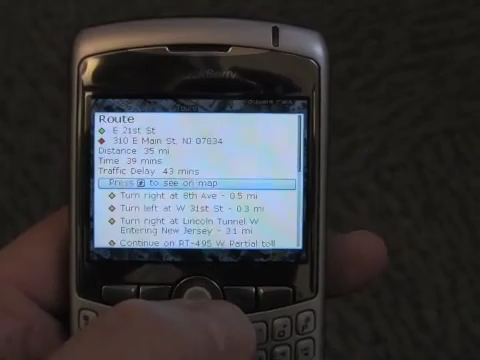 BlackBerry
Route
E 21st St
310 E Main St, NJ 07834
Distance: 35 mi
Time: 39 mins
Traffic Delay: 43 mins
Press # to see on map
Turn right at 8th Ave - 0.5 mi
Turn left at W 31st St - 0.3 mi
Turn right at Lincoln Tunnel W
Entering New Jersey - 3.1 mi
Continue on RT-495 W Partial toll